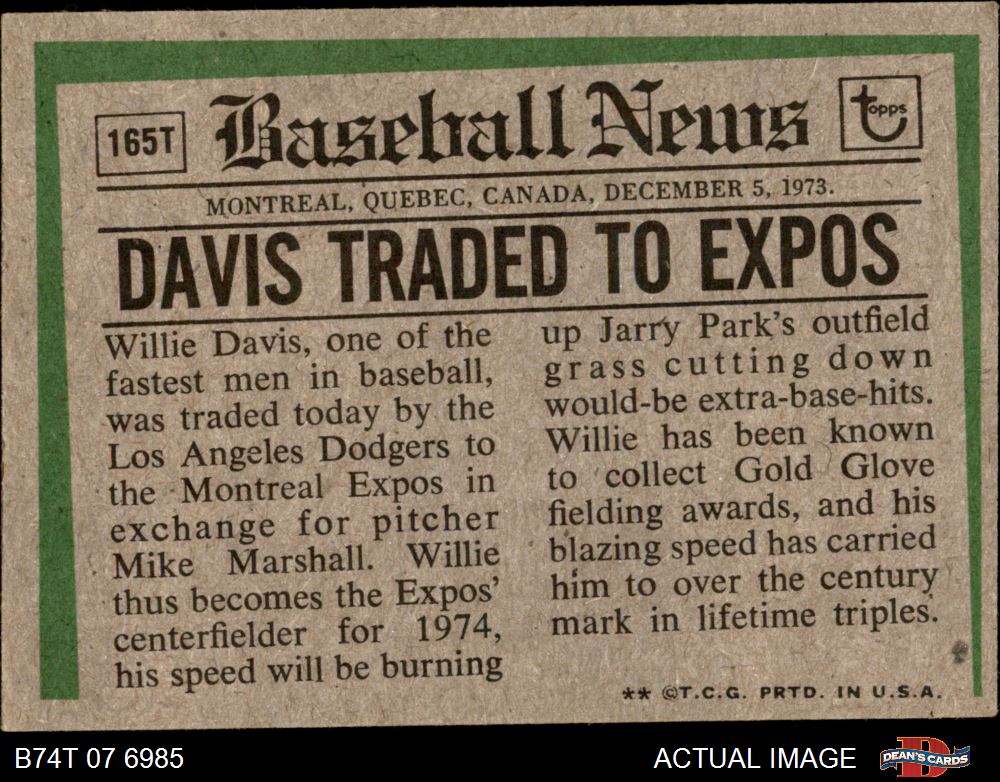 165T
Baseball News
topps
MONTREAL, QUEBEC, CANADA, DECEMBER 5, 1973.
DAVIS TRADED TO EXPOS
Willie Davis, one of the
fastest men in baseball,
was traded today by the
Los Angeles Dodgers to
the Montreal Expos in
exchange for pitcher
Mike Marshall. Willie
thus becomes the Expos'
centerfielder for 1974,
his speed will be burning
up Jarry Park's outfield
grass cutting down
would-be extra-base-hits.
Willie has been known
to collect Gold Glove
fielding awards, and his
blazing speed has carried
him to over the century
mark in lifetime triples.
** ©T.C.G. PRTD. IN U.S.A.
B74T 07 6985
ACTUAL IMAGE
D
DEAN'S CARDS